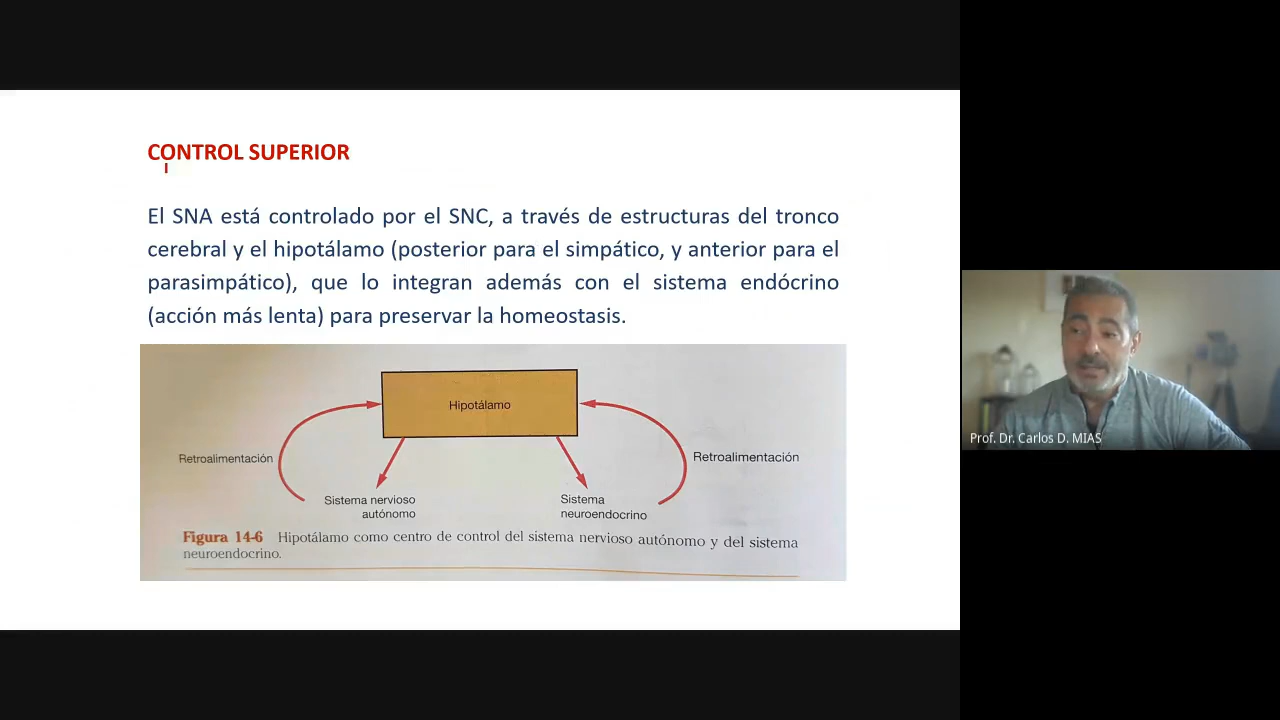 CONTROL SUPERIOR
El SNA está controlado por el SNC, a través de estructuras del tronco
cerebral y el hipotálamo (posterior para el simpático, y anterior para el
parasimpático), que lo integran además con el sistema endócrino
(acción más lenta) para preservar la homeostasis.
Hipotálamo
Retroalimentación
Retroalimentación
Sistema nervioso
autónomo
Sistema
neuroendocrino
Figura 14-6 Hipotálamo como centro de control del sistema nervioso autónomo y del sistema
neuroendocrino.
Prof. Dr. Carlos D. MIAS